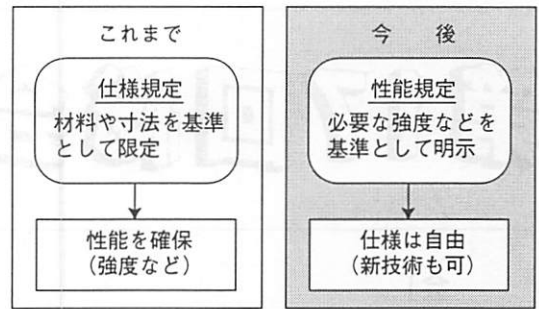 これまで
仕様規定
材料や寸法を基準
として限定
性能を確保
（強度など）
今　後
性能規定
必要な強度などを
基準として明示
仕様は自由
（新技術も可）